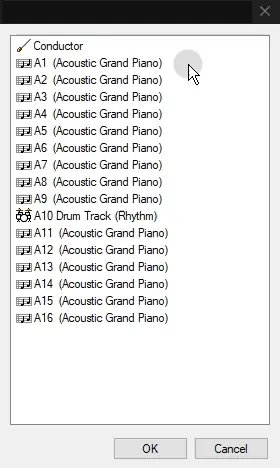 Conductor
A1 (Acoustic Grand Piano)
A2 (Acoustic Grand Piano)
A3 (Acoustic Grand Piano)
A4 (Acoustic Grand Piano)
A5 (Acoustic Grand Piano)
A6 (Acoustic Grand Piano)
A7 (Acoustic Grand Piano)
A8 (Acoustic Grand Piano)
A9 (Acoustic Grand Piano)
A10 Drum Track (Rhythm)
A11 (Acoustic Grand Piano)
A12 (Acoustic Grand Piano)
A13 (Acoustic Grand Piano)
A14 (Acoustic Grand Piano)
A15 (Acoustic Grand Piano)
A16 (Acoustic Grand Piano)
OK Cancel